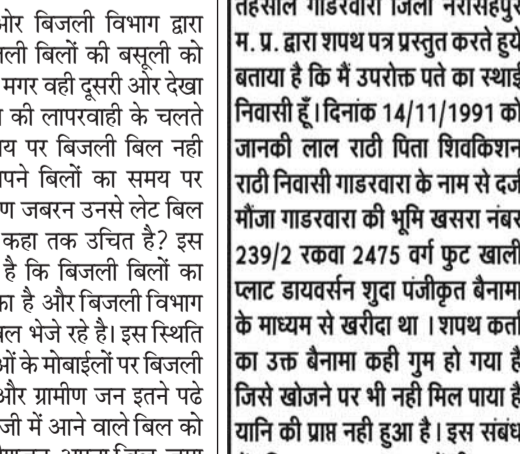 ओर बिजली विभाग द्वारा
बिलों की बसूली को
मगर वही दूसरी ओर देखा
की लापरवाही के चलते
पर बिजली बिल नही
बिलों का समय पर
जबरन उनसे लेट बिल
कहा तक उचित है? इस
है कि बिजली बिलों का
है और बिजली विभाग
भेजे रहे है। इस स्थिति
के मोबाईलों पर बिजली
और ग्रामीण जन इतने पढे
में आने वाले बिल को
तहसील गाडरवारा जिला नरसिंहपुर
म. प्र. द्वारा शपथ पत्र प्रस्तुत करते हुये
बताया है कि मैं उपरोक्त पते का स्थाई
निवासी हूँ। दिनांक 14/11/1991 को
जानकी लाल राठी पिता शिवकिशन
राठी निवासी गाडरवारा के नाम से दर्ज
मौंजा गाडरवारा की भूमि खसरा नंबर
239/2 रकवा 2475 वर्ग फुट खाली
प्लाट डायवर्सन शुदा पंजीकृत बैनामा
के माध्यम से खरीदा था । शपथ कर्ता
का उक्त बैनामा कही गुम हो गया है
जिसे खोजने पर भी नही मिल पाया है
यानि की प्राप्त नही हुआ है। इस संबंध